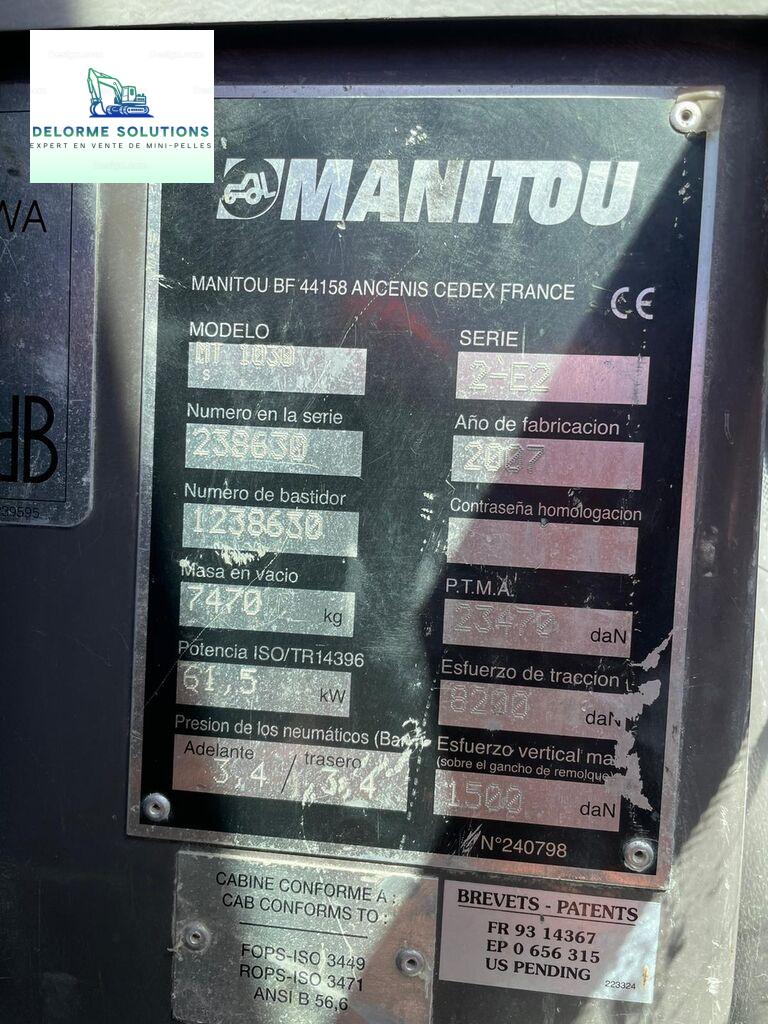 DELORME SOLUTIONS
EXPERT EN VENTE DE MINI-PELLES
WA
dB
239595
MANITOU
MANITOU BF 44158 ANCENIS CEDEX FRANCE
CE
MODELO
MT 1030
S
SERIE
2-E2
Numero en la serie
238630
Año de fabricacion
2007
Numero de bastidor
1238630
Contraseña homologacion
Masa en vacio
7470 kg
P.T.M.A.
23470 daN
Potencia ISO/TR14396
61,5 kW
Esfuerzo de traccion
8200 daN
Presion de los neumáticos (Bar)
Adelante / trasero
3,4 / 3,4
Esfuerzo vertical ma
(sobre el gancho de remolque)
1500 daN
N°240798
CABINE CONFORME A :
CAB CONFORMS TO :
FOPS-ISO 3449
ROPS-ISO 3471
ANSI B 56,6
BREVETS - PATENTS
FR 93 14367
EP 0 656 315
US PENDING
223324